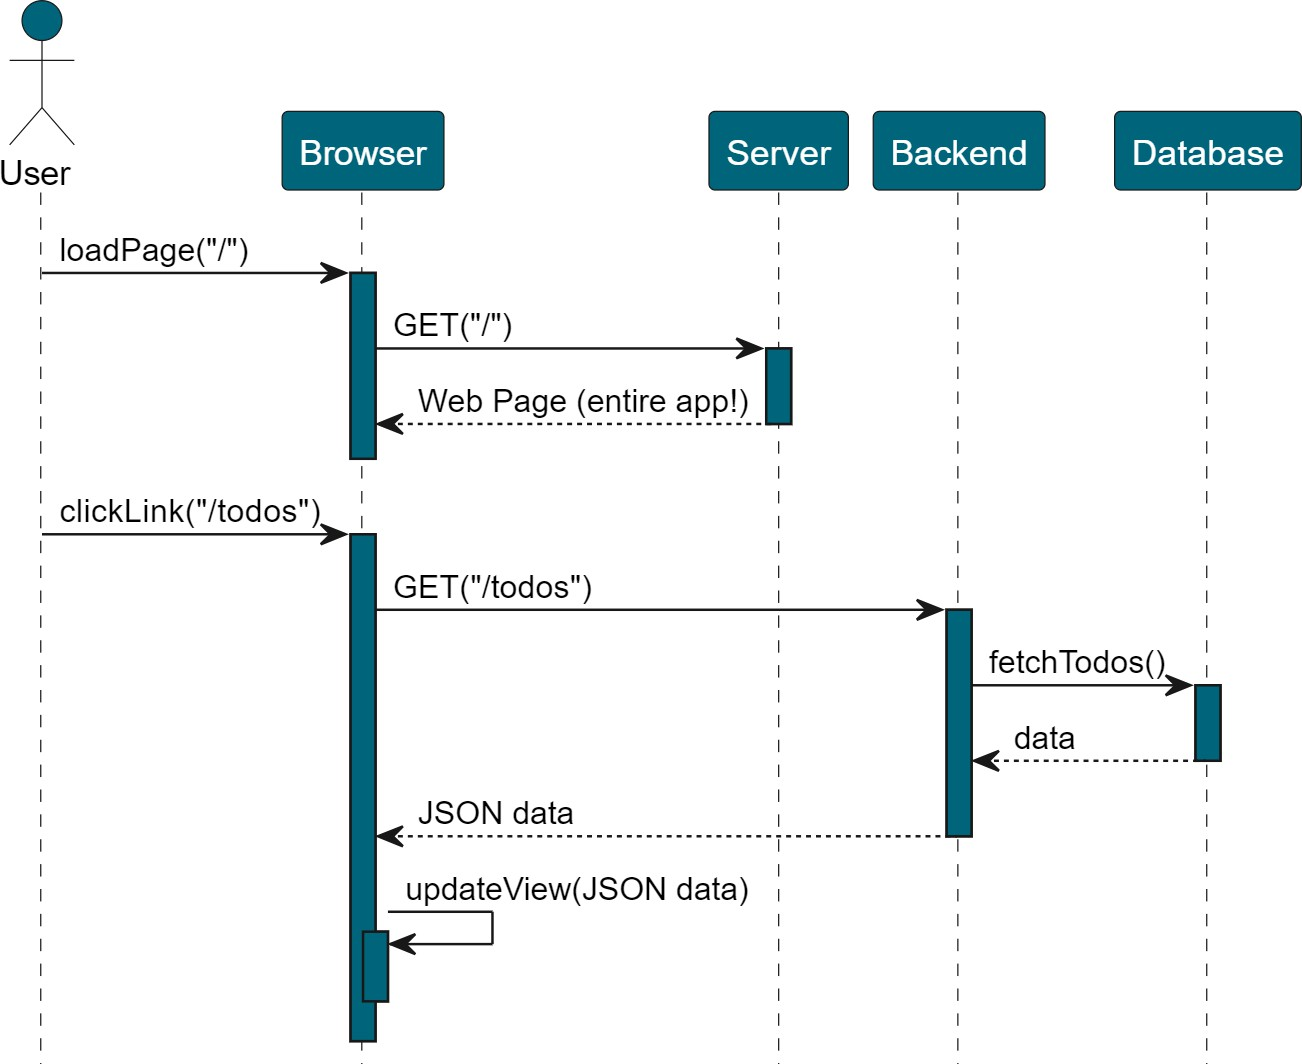 User
Browser
Server
Backend
Database
loadPage("/")
GET("/")
Web Page (entire app!)
clickLink("/todos")
GET("/todos")
fetchTodos()
data
JSON data
updateView(JSON data)